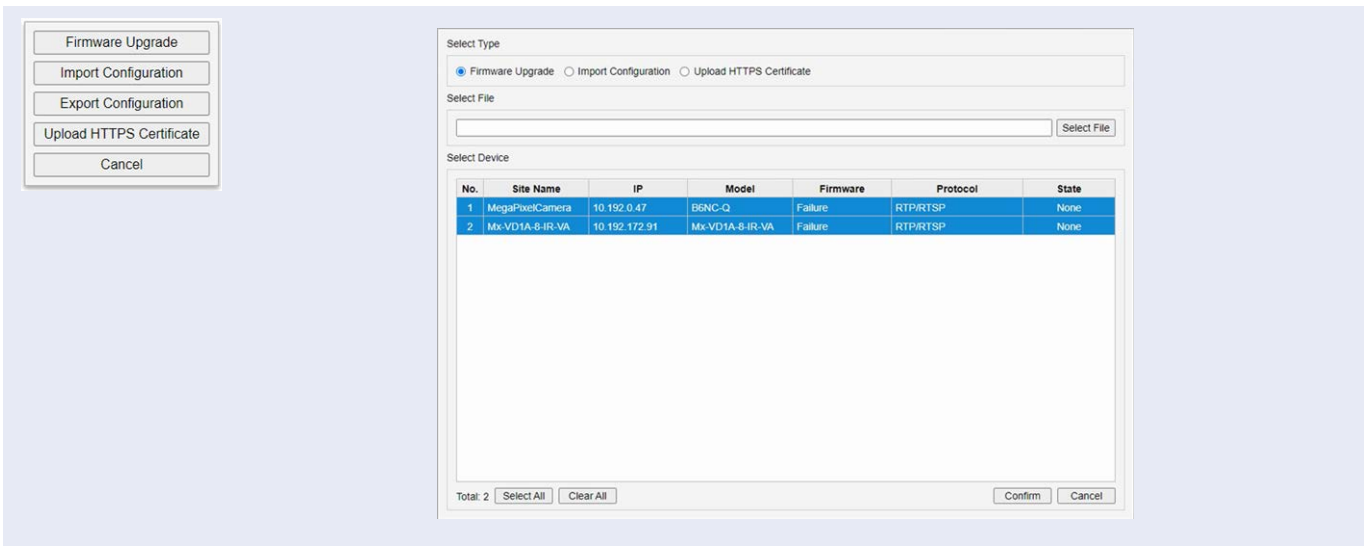 Firmware Upgrade
Import Configuration
Export Configuration
Upload HTTPS Certificate
Cancel
Select Type
Firmware Upgrade Import Configuration Upload HTTPS Certificate
Select File
Select File
Select Device
No. Site Name IP Model Firmware Protocol State
1 MegaPixelCamera 10.192.0.47 B6NC-Q Failure RTP/RTSP None
2 Mx-VD1A-8-IR-VA 10.192.172.91 Mx-VD1A-8-IR-VA Failure RTP/RTSP None
Total: 2 Select All Clear All Confirm Cancel